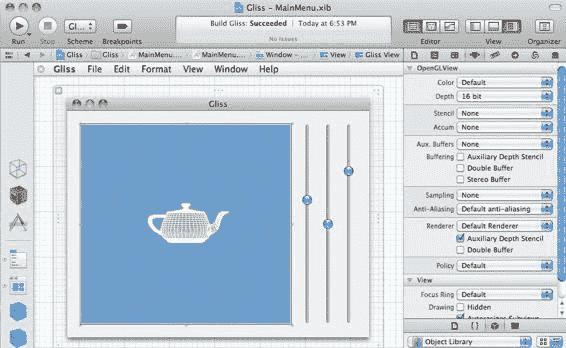 Gliss – MainMenu.xib
Build Gliss: Succeeded | Today at 6:53 PM
No Issues
Gl...
Run
Stop
Scheme
Breakpoints
Editor
View
Organizer
Gliss
Gliss
MainMenu....
MainMenu....
Window – ...
View
Gliss View
Gliss
File
Edit
Format
View
Window
Help
Gliss
OpenGLView
Color
Default
Depth
16 bit
Stencil
None
Accum
None
Aux. Buffers
None
Buffering
Auxiliary Depth Stencil
Double Buffer
Stereo Buffer
Sampling
None
Anti-Aliasing
Default anti-aliasing
Renderer
Default Renderer
Auxiliary Depth Stencil
Double Buffer
Policy
Default
View
Focus Ring
Default
Drawing
Hidden
Object Library